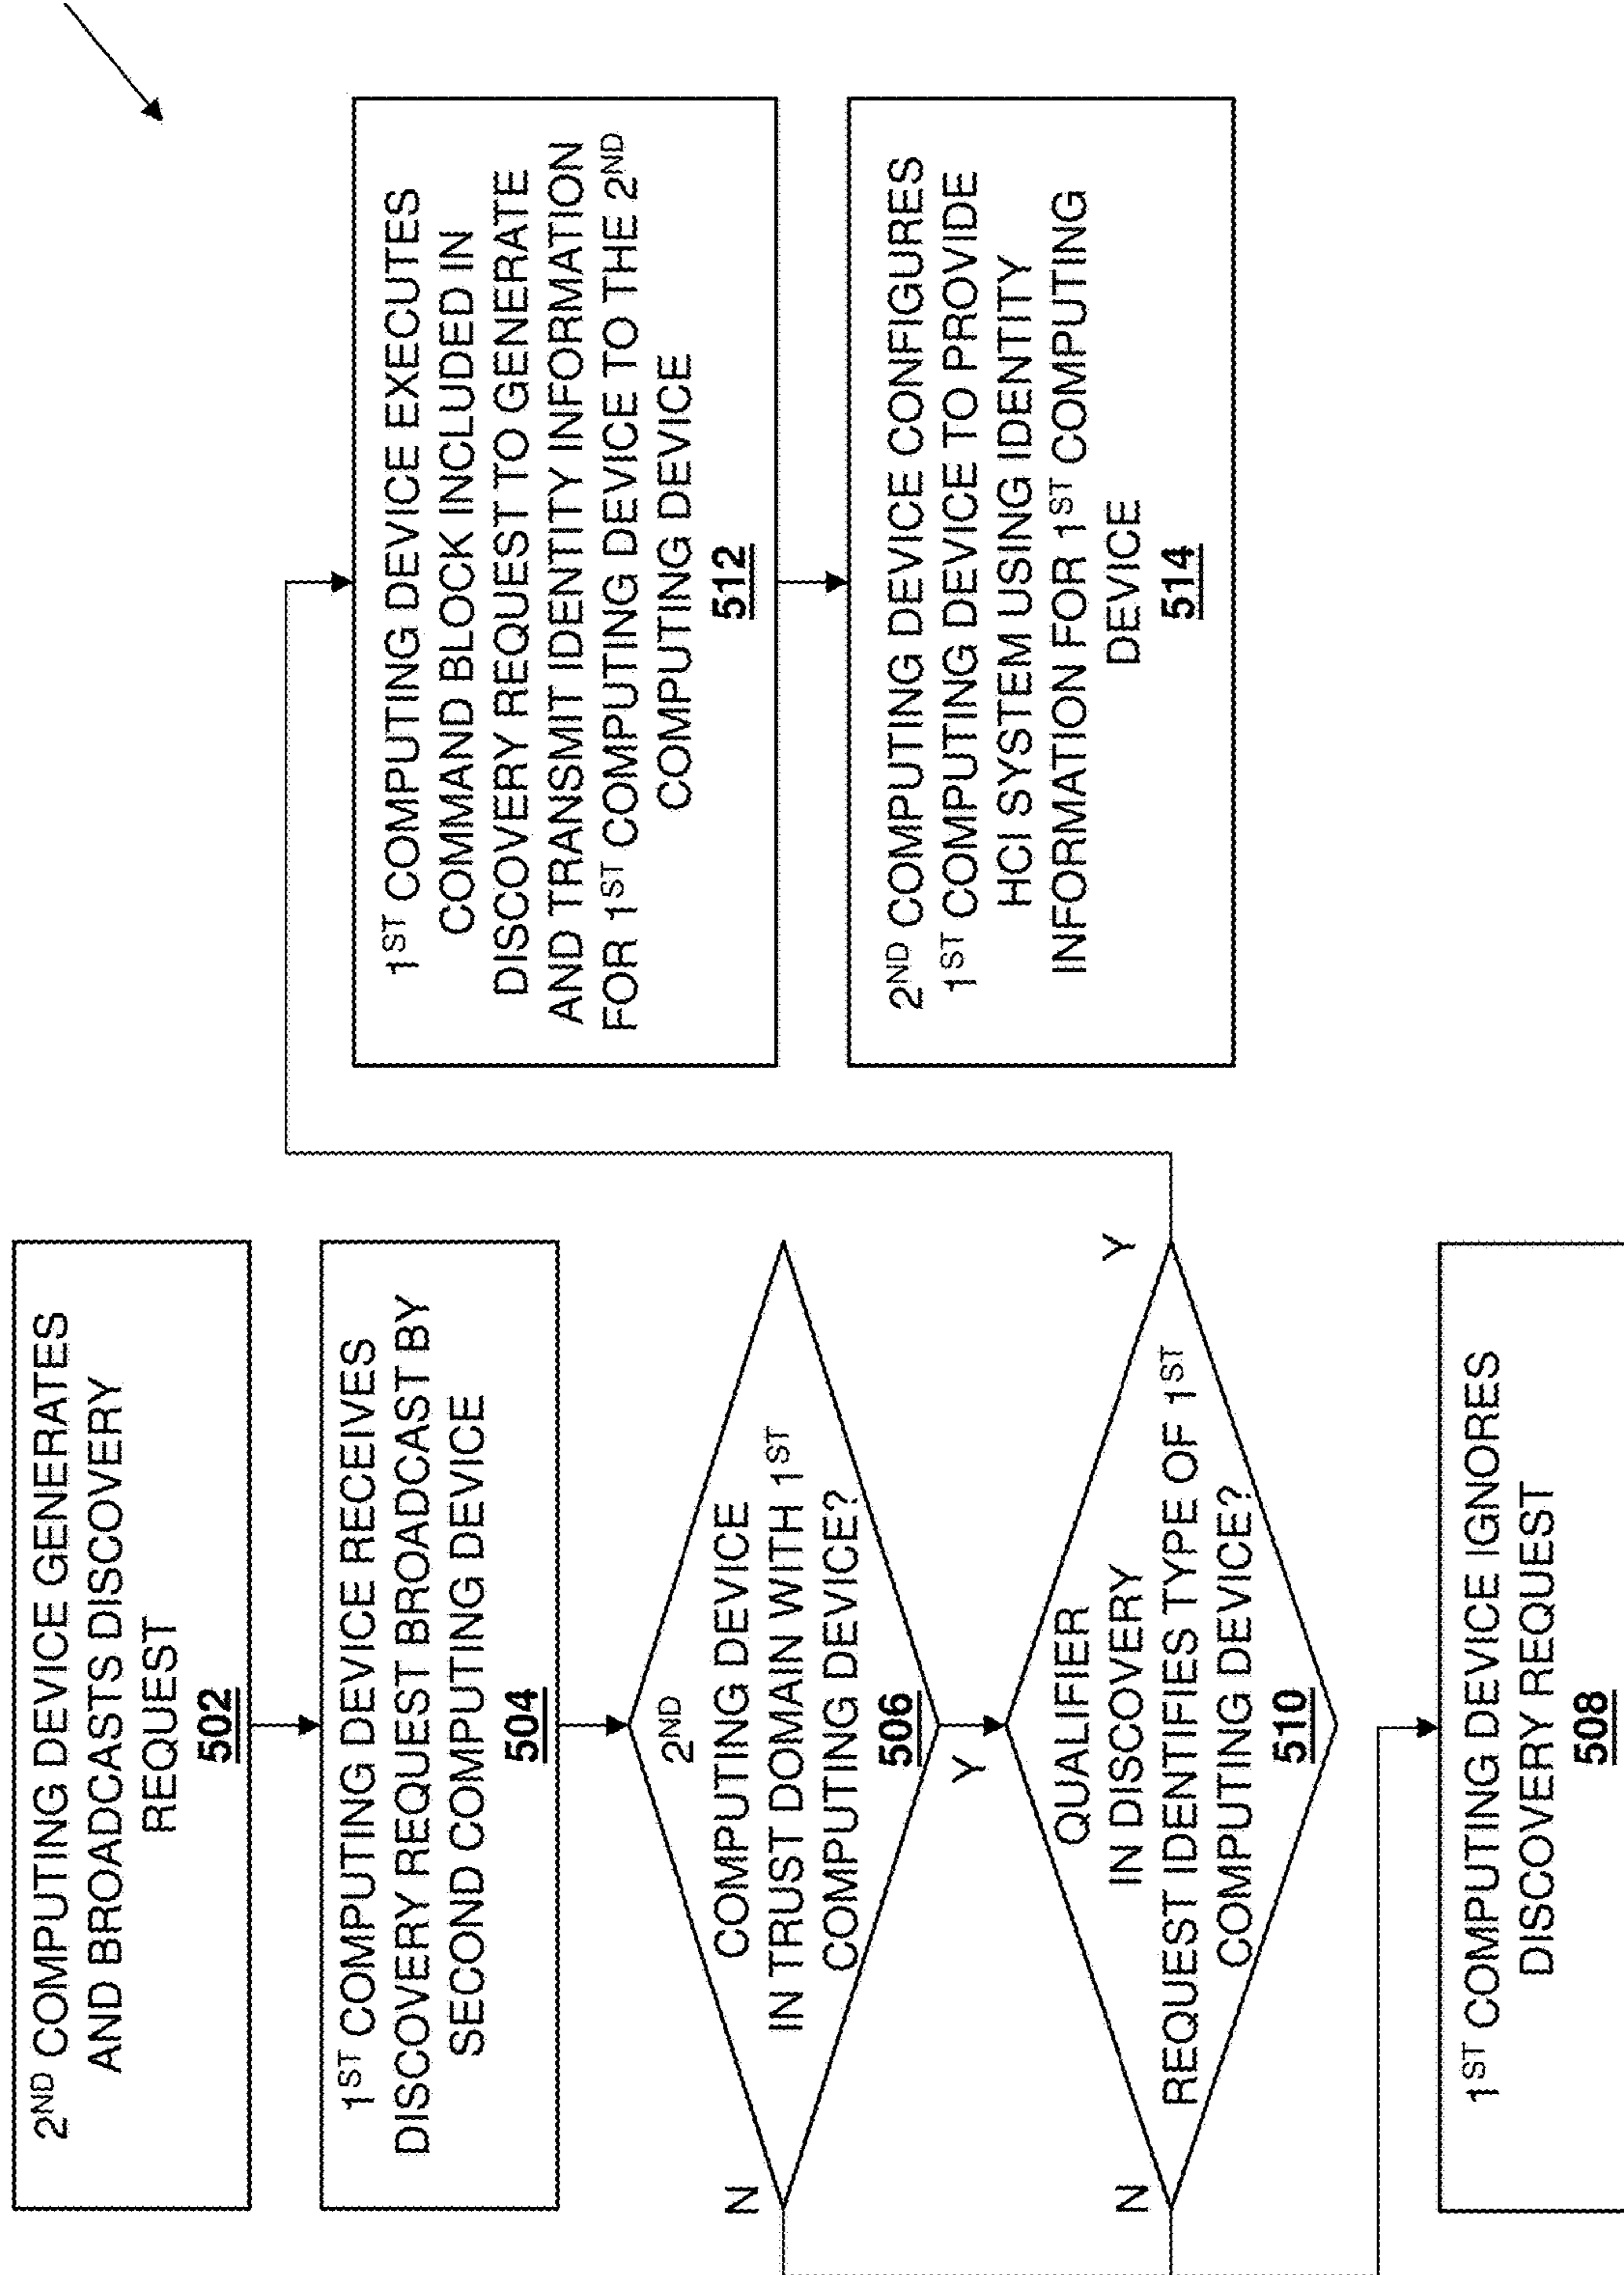 2ND COMPUTING DEVICE GENERATES
AND BROADCASTS DISCOVERY
REQUEST
502
1ST COMPUTING DEVICE RECEIVES
DISCOVERY REQUEST BROADCAST BY
SECOND COMPUTING DEVICE
504
2ND
COMPUTING DEVICE
IN TRUST DOMAIN WITH 1ST
COMPUTING DEVICE?
506
N
Y
QUALIFIER
IN DISCOVERY
REQUEST IDENTIFIES TYPE OF 1ST
COMPUTING DEVICE?
510
N
Y
1ST COMPUTING DEVICE IGNORES
DISCOVERY REQUEST
508
1ST COMPUTING DEVICE EXECUTES
COMMAND BLOCK INCLUDED IN
DISCOVERY REQUEST TO GENERATE
AND TRANSMIT IDENTITY INFORMATION
FOR 1ST COMPUTING DEVICE TO THE 2ND
COMPUTING DEVICE
512
2ND COMPUTING DEVICE CONFIGURES
1ST COMPUTING DEVICE TO PROVIDE
HCI SYSTEM USING IDENTITY
INFORMATION FOR 1ST COMPUTING
DEVICE
514